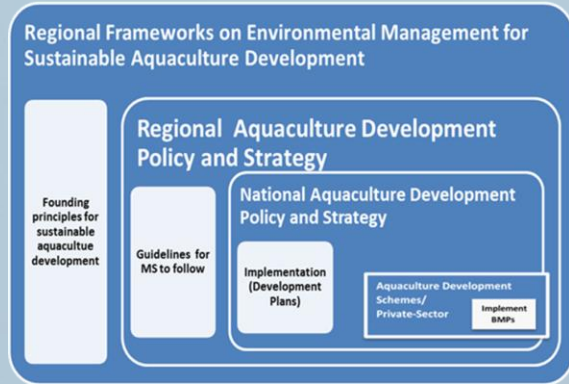 Regional Frameworks on Environmental Management for
Sustainable Aquaculture Development
Founding
principles for
sustainable
aquacultue
development
Regional Aquaculture Development
Policy and Strategy
Guidelines for
MS to follow
National Aquaculture Development
Policy and Strategy
Implementation
(Development
Plans)
Aquaculture Development
Schemes/
Private-Sector
Implement
BMPs